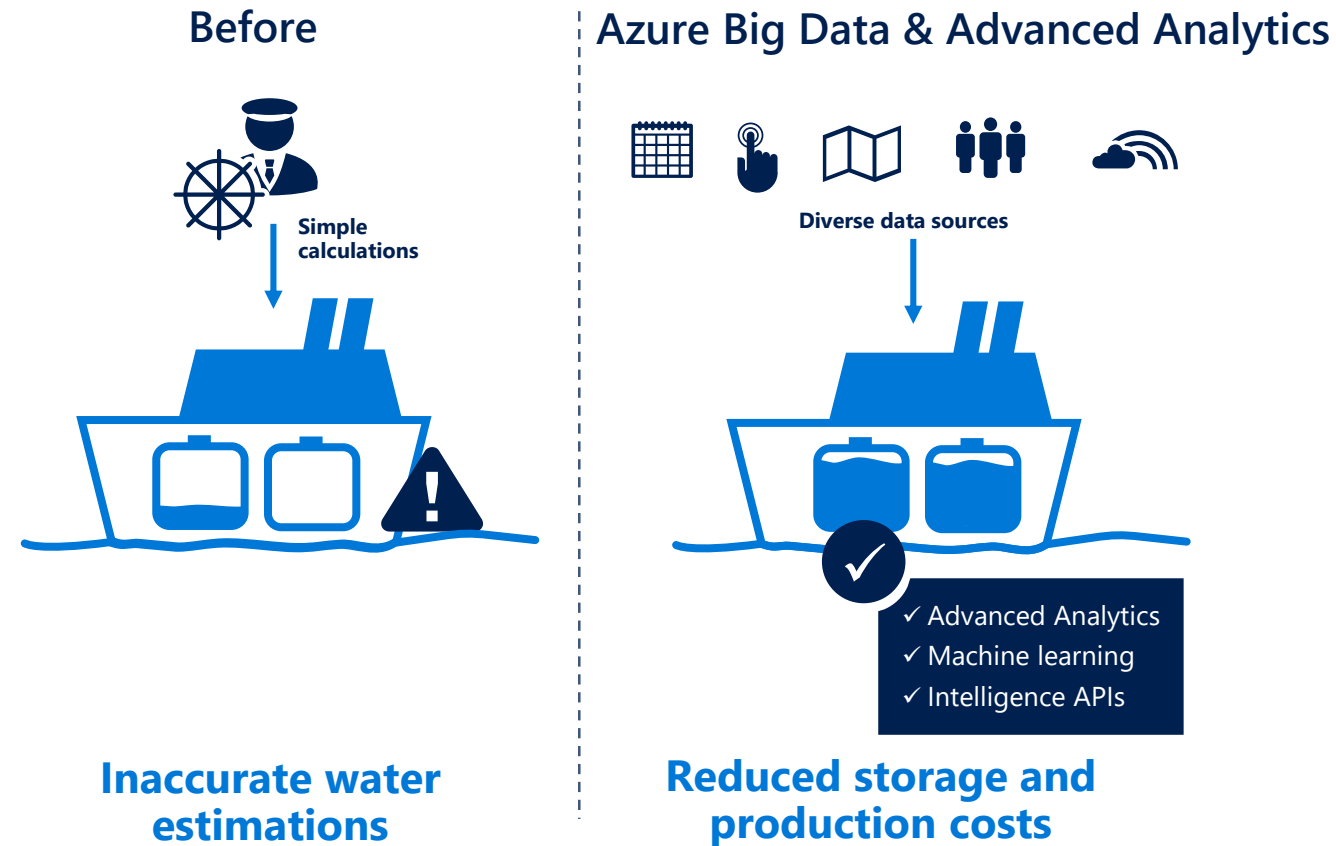 Before
Azure Big Data & Advanced Analytics
Simple
calculations
Diverse data sources
!
✓
✓ Advanced Analytics
✓ Machine learning
✓ Intelligence APIs
Inaccurate water
estimations
Reduced storage and
production costs